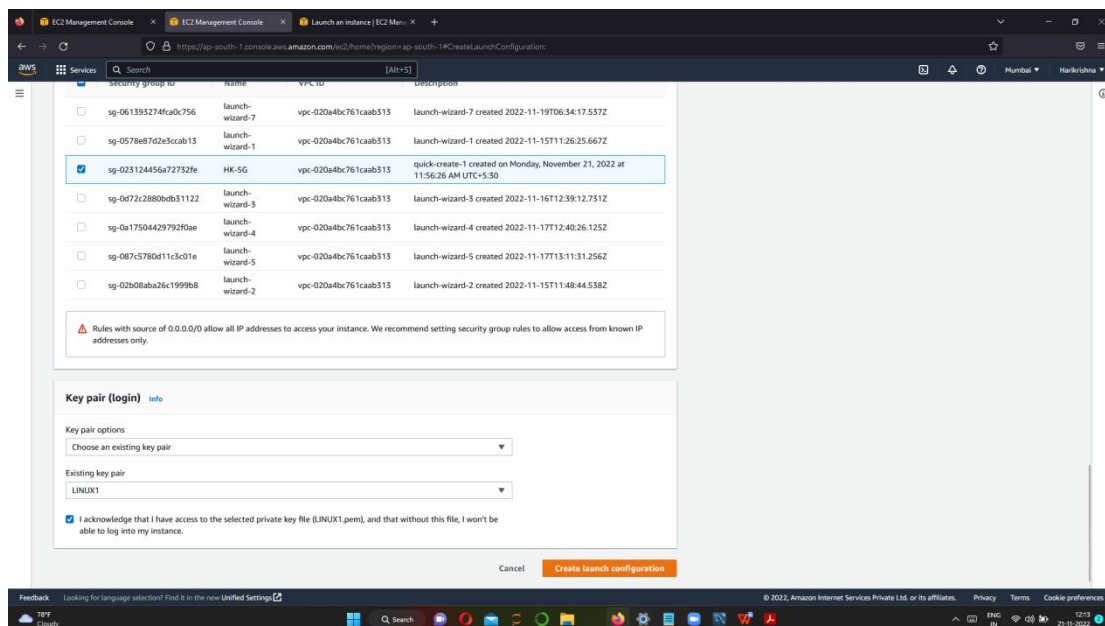 EC2 Management Console
EC2 Management Console
Launch an instance | EC2 Mana
https://ap-south-1.console.aws.amazon.com/ec2/home?region=ap-south-1#CreateLaunchConfiguration:
aws
Services
Search
[Alt+S]
Mumbai
Harikrishna
Security group ID Name VPC ID Description
sg-061393274fca0c756 launch-wizard-7 vpc-020a4bc761caab313 launch-wizard-7 created 2022-11-19T06:34:17.537Z
sg-0578e87d2e3ccab13 launch-wizard-1 vpc-020a4bc761caab313 launch-wizard-1 created 2022-11-15T11:26:25.667Z
sg-023124456a72732fe HK-SG vpc-020a4bc761caab313 quick-create-1 created on Monday, November 21, 2022 at
11:56:26 AM UTC+5:30
sg-0d72c2880bdb31122 launch-wizard-3 vpc-020a4bc761caab313 launch-wizard-3 created 2022-11-16T12:39:12.731Z
sg-0a17504429792f0ae launch-wizard-4 vpc-020a4bc761caab313 launch-wizard-4 created 2022-11-17T12:40:26.125Z
sg-087c5780d11c3c01e launch-wizard-5 vpc-020a4bc761caab313 launch-wizard-5 created 2022-11-17T13:11:31.256Z
sg-02b08aba26c1999b8 launch-wizard-2 vpc-020a4bc761caab313 launch-wizard-2 created 2022-11-15T11:48:44.538Z
Rules with source of 0.0.0.0/0 allow all IP addresses to access your instance. We recommend setting security group rules to allow access from known IP
addresses only.
Key pair (login) Info
Key pair options
Choose an existing key pair
Existing key pair
LINUX1
I acknowledge that I have access to the selected private key file (LINUX1.pem), and that without this file, I won't be
able to log into my instance.
Cancel
Create launch configuration
Feedback
Looking for language selection? Find it in the new Unified Settings
© 2022, Amazon Internet Services Private Ltd. or its affiliates.
Privacy
Terms
Cookie preferences
78°F
Cloudy
Search
ENG
IN
12:13
21-11-2022